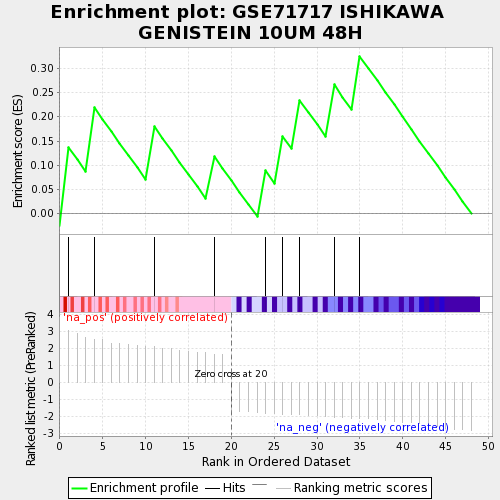 Enrichment plot: GSE71717 ISHIKAWA
GENISTEIN 10UM 48H
Enrichment score (ES)
0.30
0.25
0.20
0.15
0.10
0.05
0.00
'na_pos' (positively correlated)
Ranked list metric (PreRanked)
4
3
2
1
0
-1
-2
-3
Zero cross at 20
'na_neg' (negatively correlated)
0 5 10 15 20 25 30 35 40 45 50
Rank in Ordered Dataset
Enrichment profile Hits Ranking metric scores